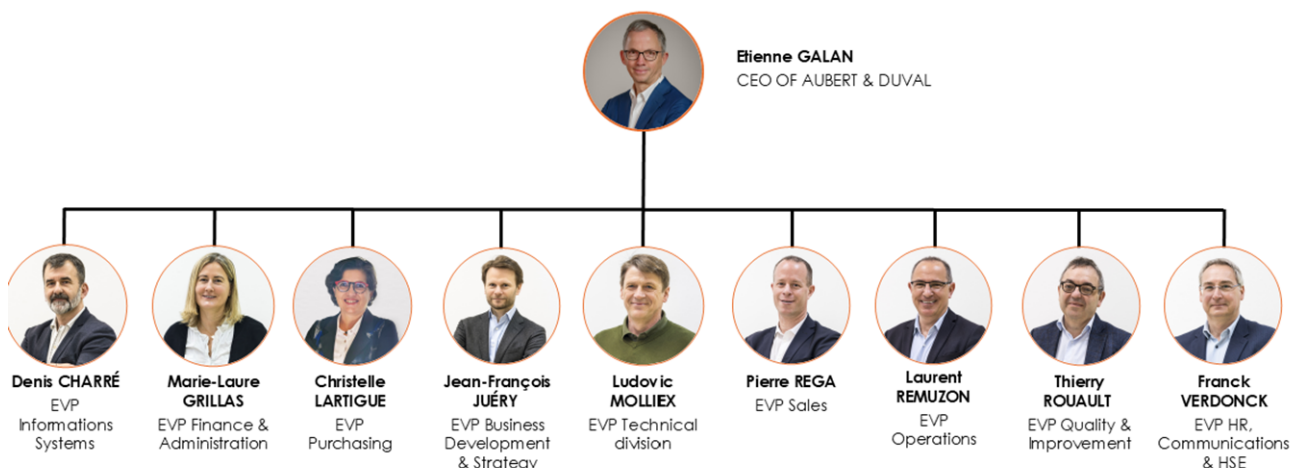 Etienne GALAN
CEO OF AUBERT & DUVAL
Denis CHARRÉ
EVP
Informations
Systems
Marie-Laure
GRILLAS
EVP Finance &
Administration
Christelle
LARTIGUE
EVP
Purchasing
Jean-François
JUÉRY
EVP Business
Development
& Strategy
Ludovic
MOLLIEX
EVP Technical
division
Pierre REGA
EVP Sales
Laurent
REMUZON
EVP
Operations
Thierry
ROUAULT
EVP Quality &
Improvement
Franck
VERDONCK
EVP HR,
Communications
& HSE